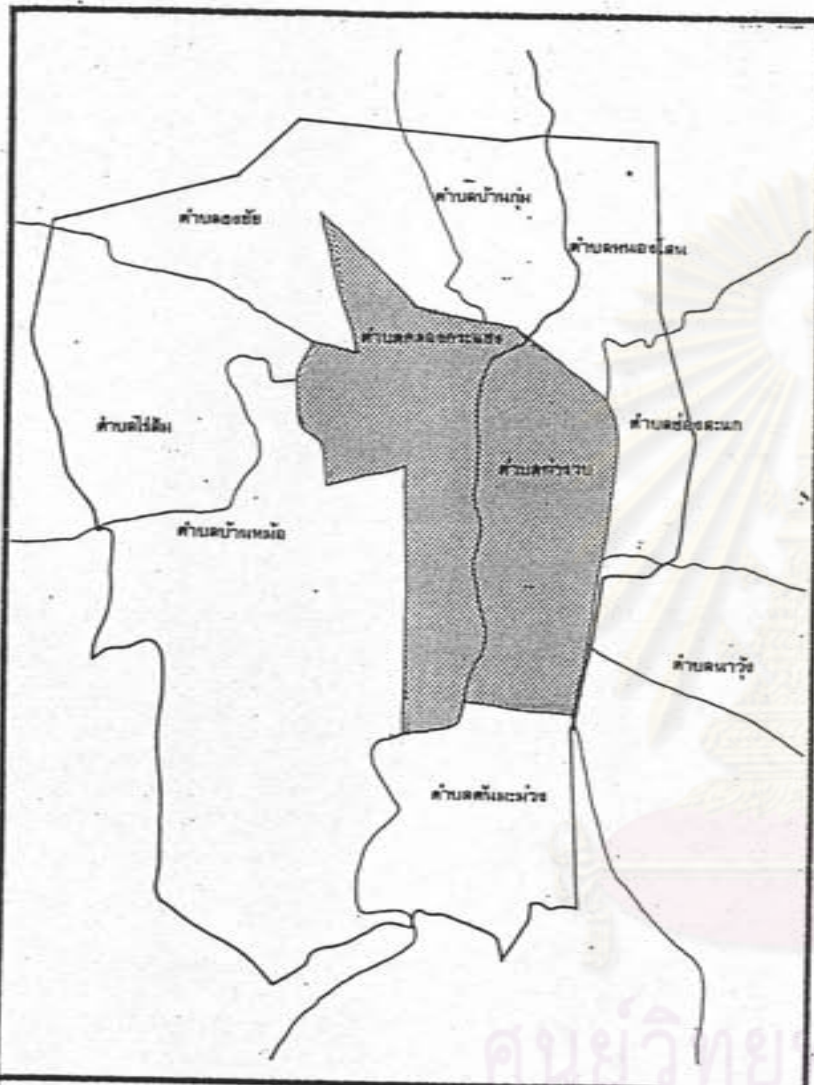 ตำบลบ้านกุ่ม
ตำบลธงชัย
ตำบลหนองโสน
ตำบลคลองกระแชง
ตำบลไร่ส้ม
ตำบลช่องสะแก
ตำบลท่าราบ
ตำบลบ้านหม้อ
ตำบลนาวุ้ง
ตำบลต้นมะม่วง
ศูนย์วิทย